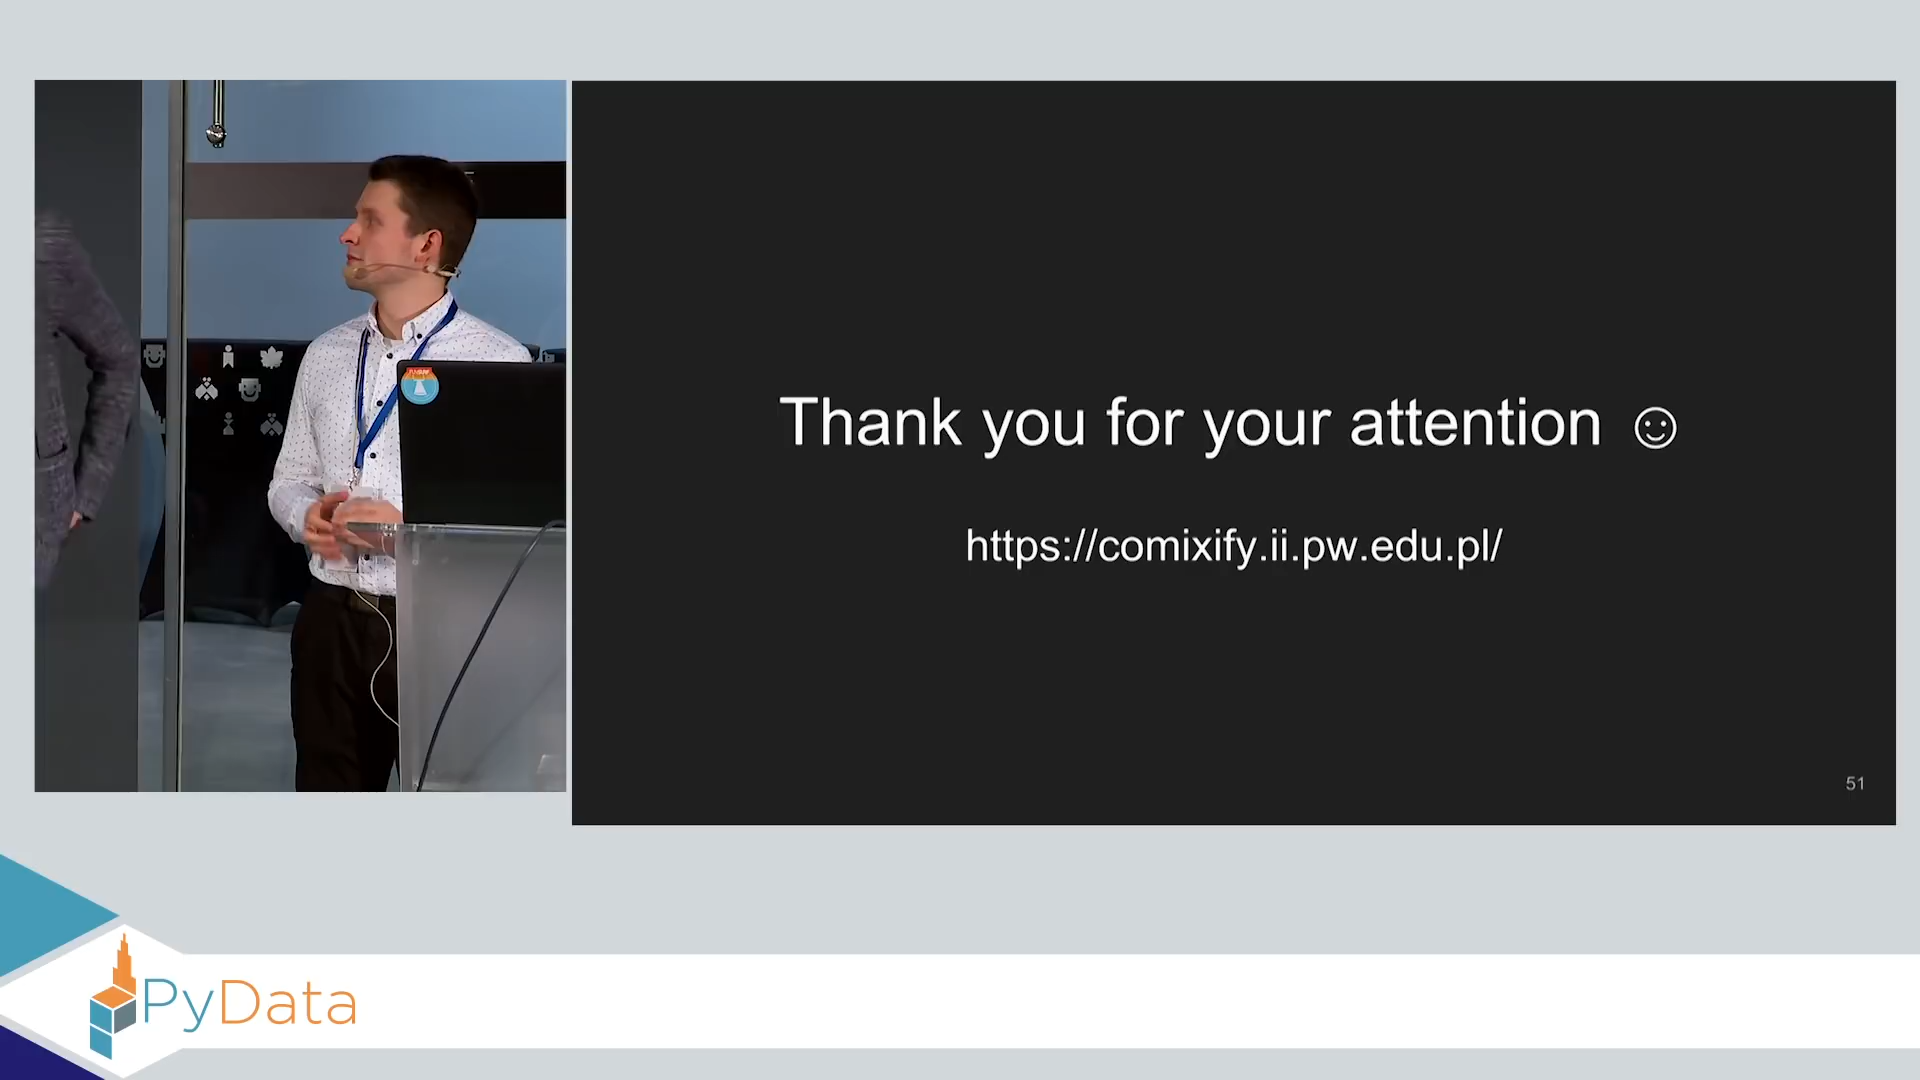 Thank you for your attention ☺
https://comixify.ii.pw.edu.pl/
51
PyData